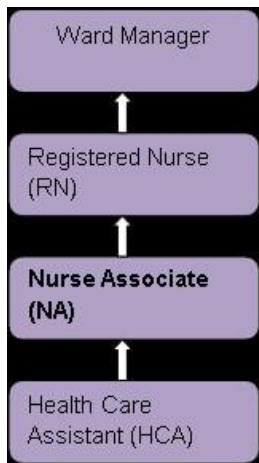 Ward Manager
Registered Nurse
(RN)
Nurse Associate
(NA)
Health Care
Assistant (HCA)